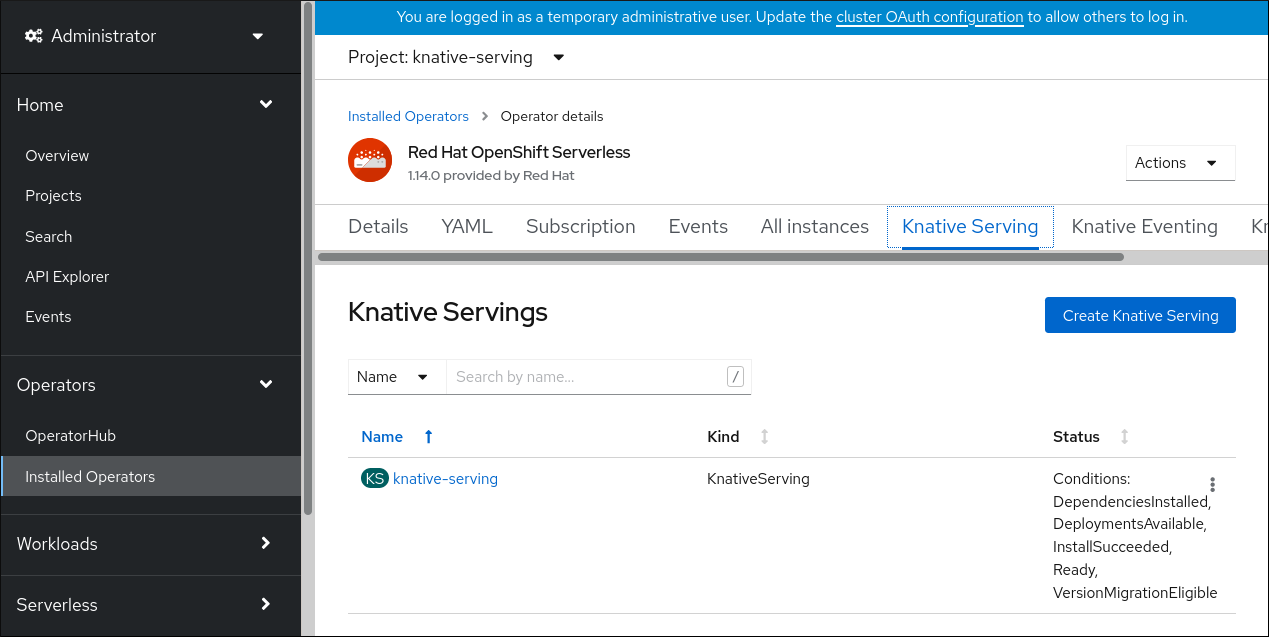 You are logged in as a temporary administrative user. Update the cluster OAuth configuration to allow others to log in.
Administrator
Home
Overview
Projects
Search
API Explorer
Events
Operators
OperatorHub
Installed Operators
Workloads
Serverless
Project: knative-serving
Installed Operators > Operator details
Red Hat OpenShift Serverless
1.14.0 provided by Red Hat
Actions
Details YAML Subscription Events All instances Knative Serving Knative Eventing
Knative Servings
Create Knative Serving
Name Search by name... /
Name Kind Status
KS knative-serving KnativeServing Conditions:
DependenciesInstalled,
DeploymentsAvailable,
InstallSucceeded,
Ready,
VersionMigrationEligible